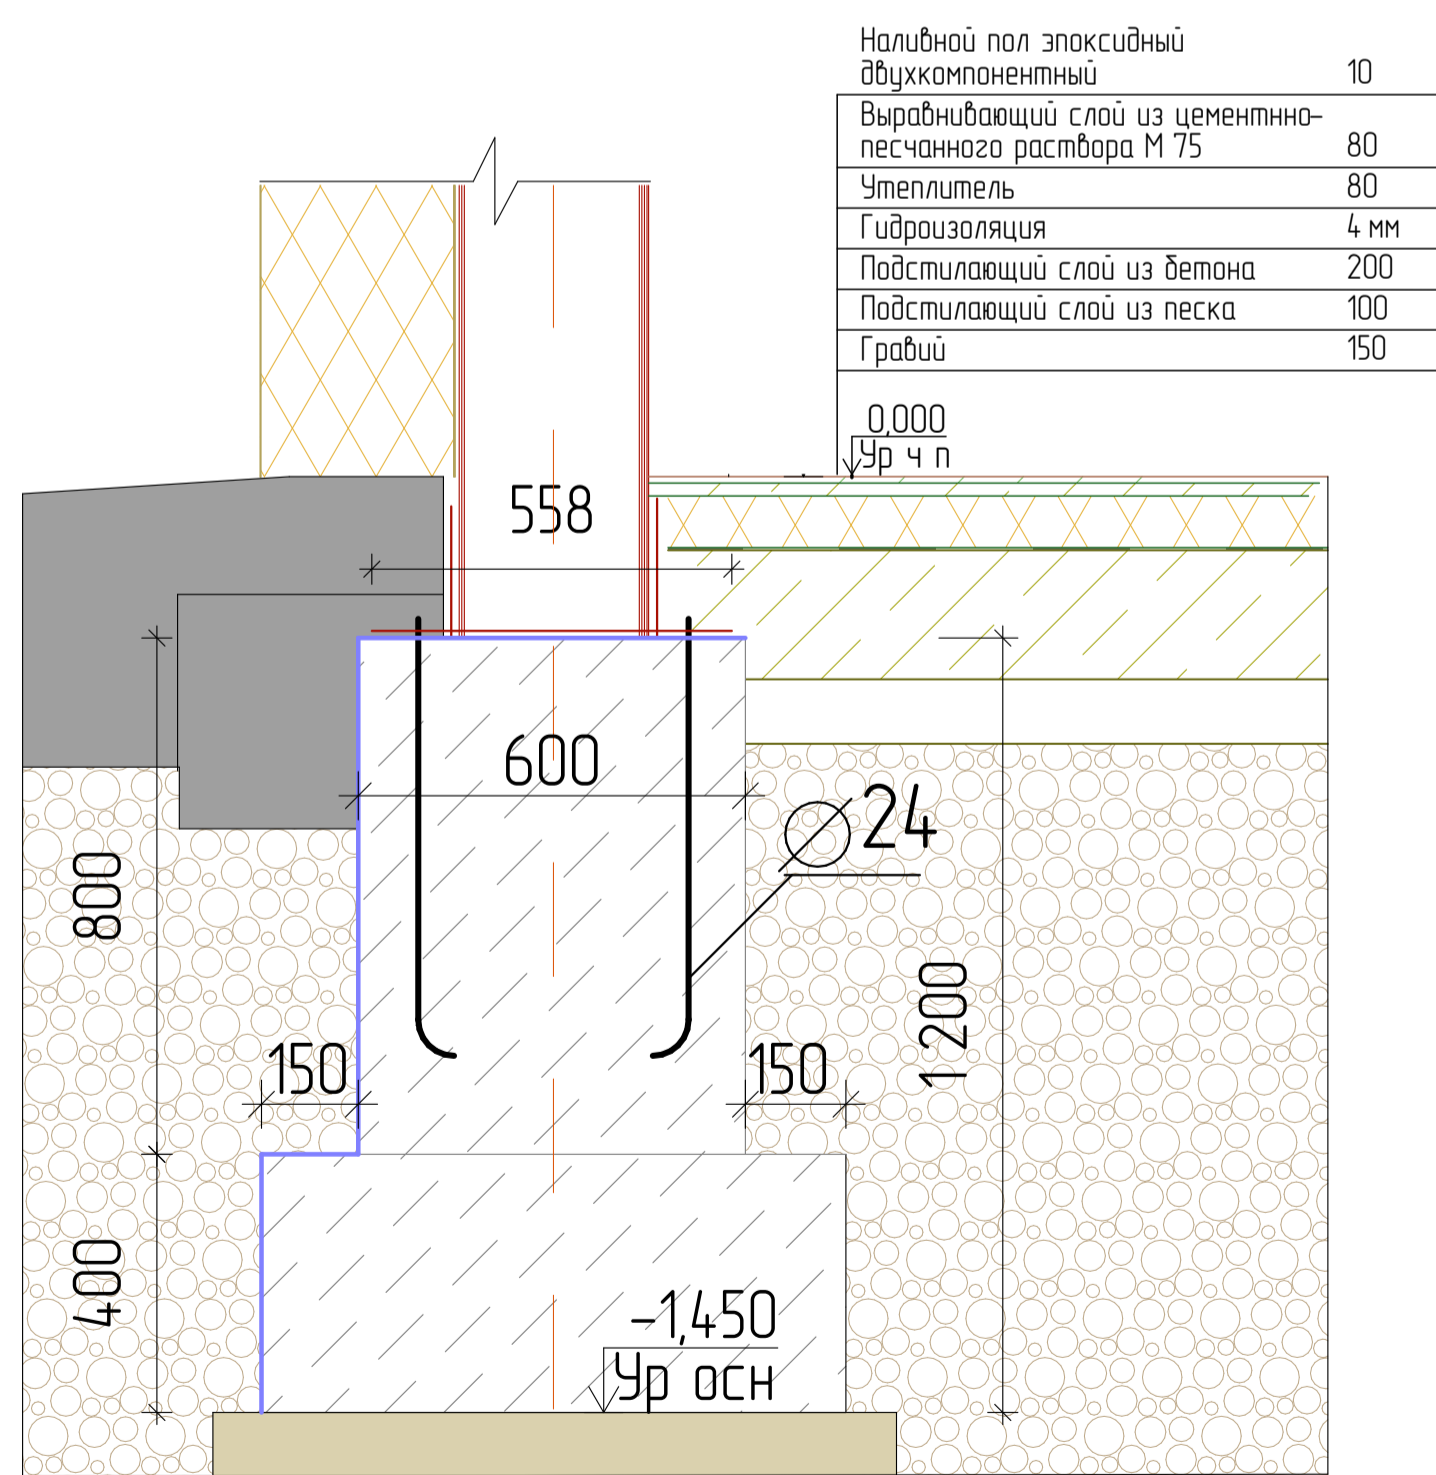 Наливной пол эпоксидный
двухкомпонентный 10
Выравнивающий слой из цементнно-
песчанного раствора М 75 80
Утеплитель 80
Гидроизоляция 4 мм
Подстилающий слой из бетона 200
Подстилающий слой из песка 100
Гравий 150
0,000
Ур ч п
558
600
⌀24
800
1200
150
150
400
-1,450
Ур осн